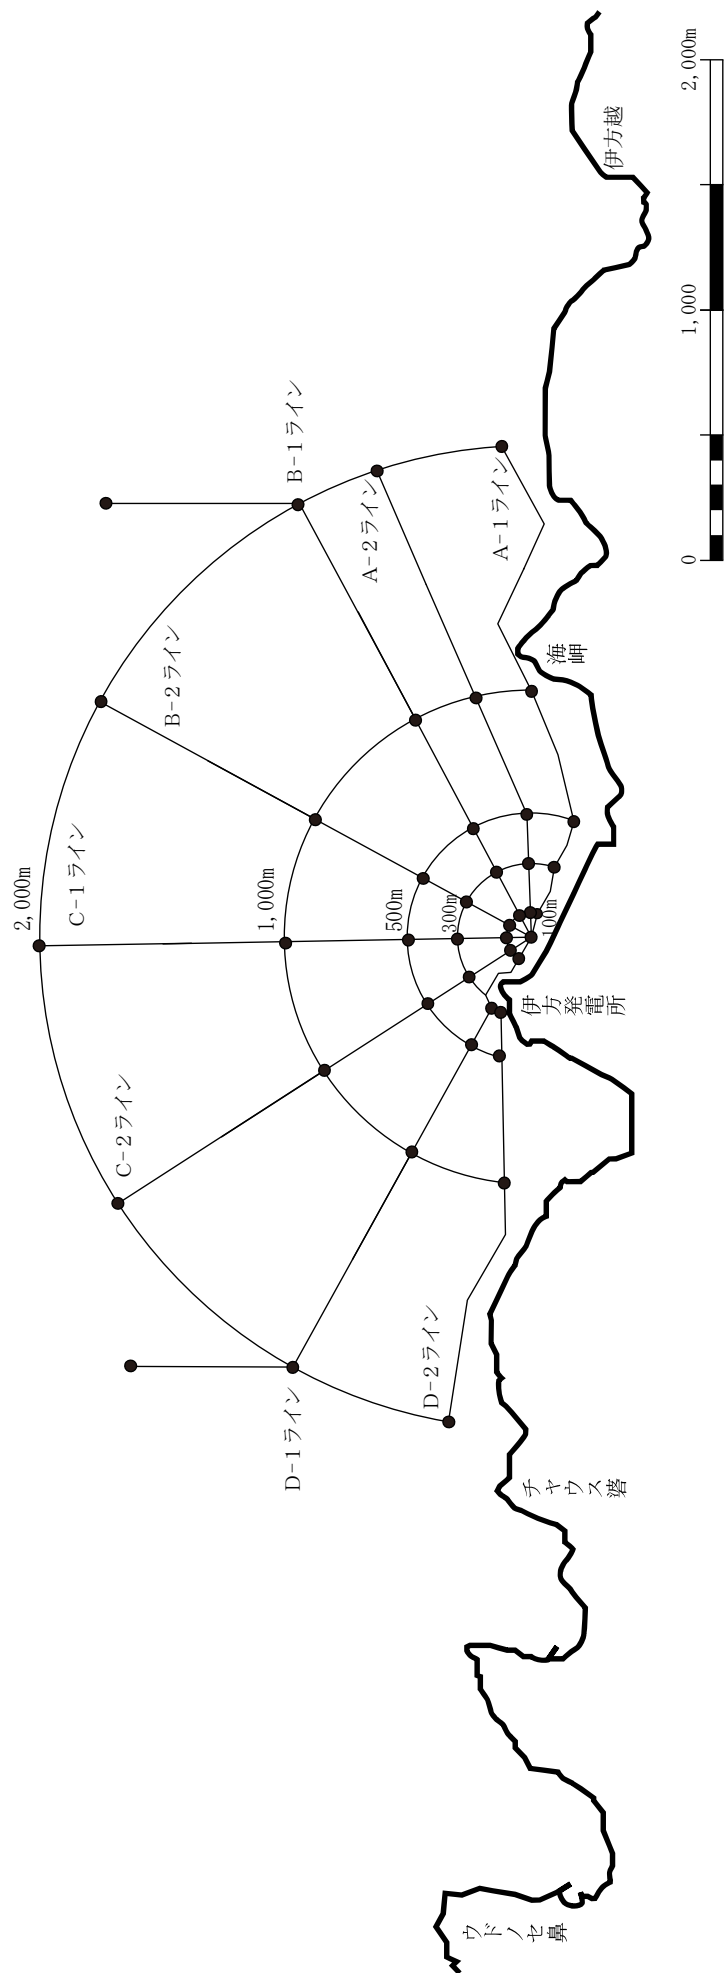 2,000m
1,000m
500m
300m
100m
D-1ライン
D-2ライン
C-2ライン
C-1ライン
B-2ライン
B-1ライン
A-2ライン
A-1ライン
ウドノセ鼻
チャウス碆
伊方発電所
海岬
伊方越
0
1,000
2,000m